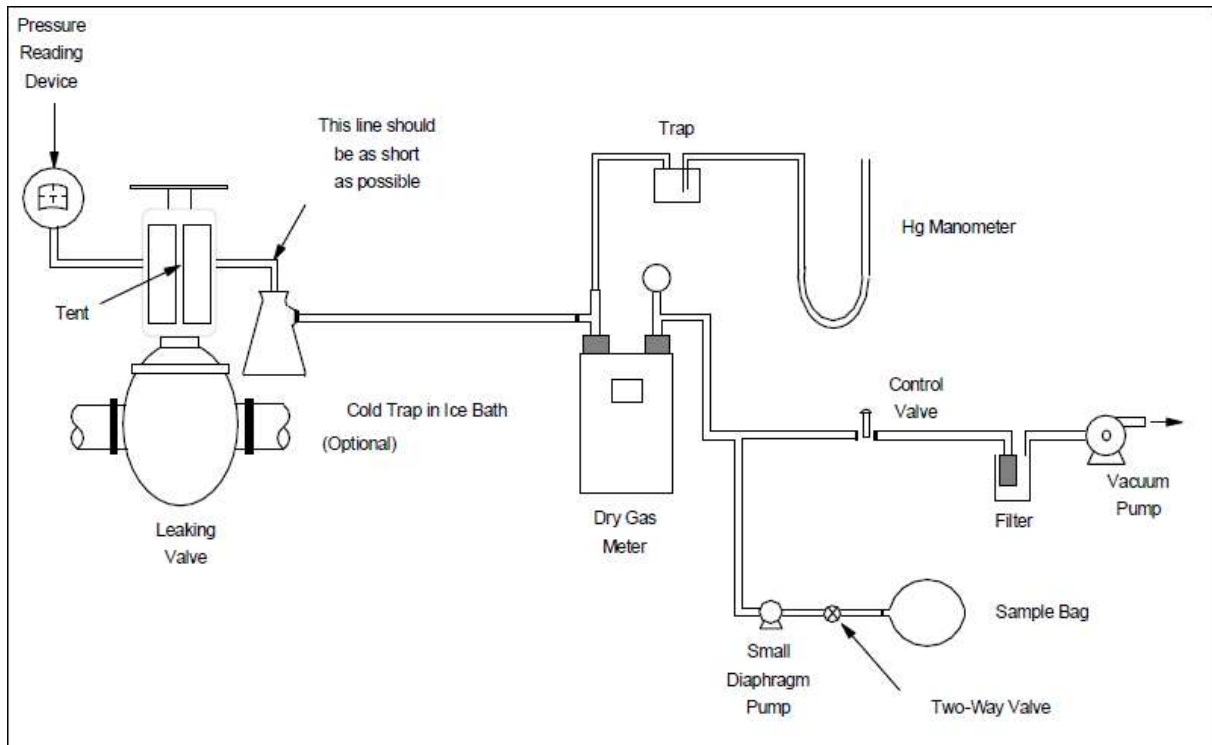 Pressure
Reading
Device
This line should
be as short
as possible
Trap
Hg Manometer
Tent
T
Cold Trap in Ice Bath
(Optional)
Control
Valve
Leaking
Valve
Dry Gas
Meter
Filter
Vacuum
Pump
Sample Bag
Small
Diaphragm
Pump
Two-Way Valve